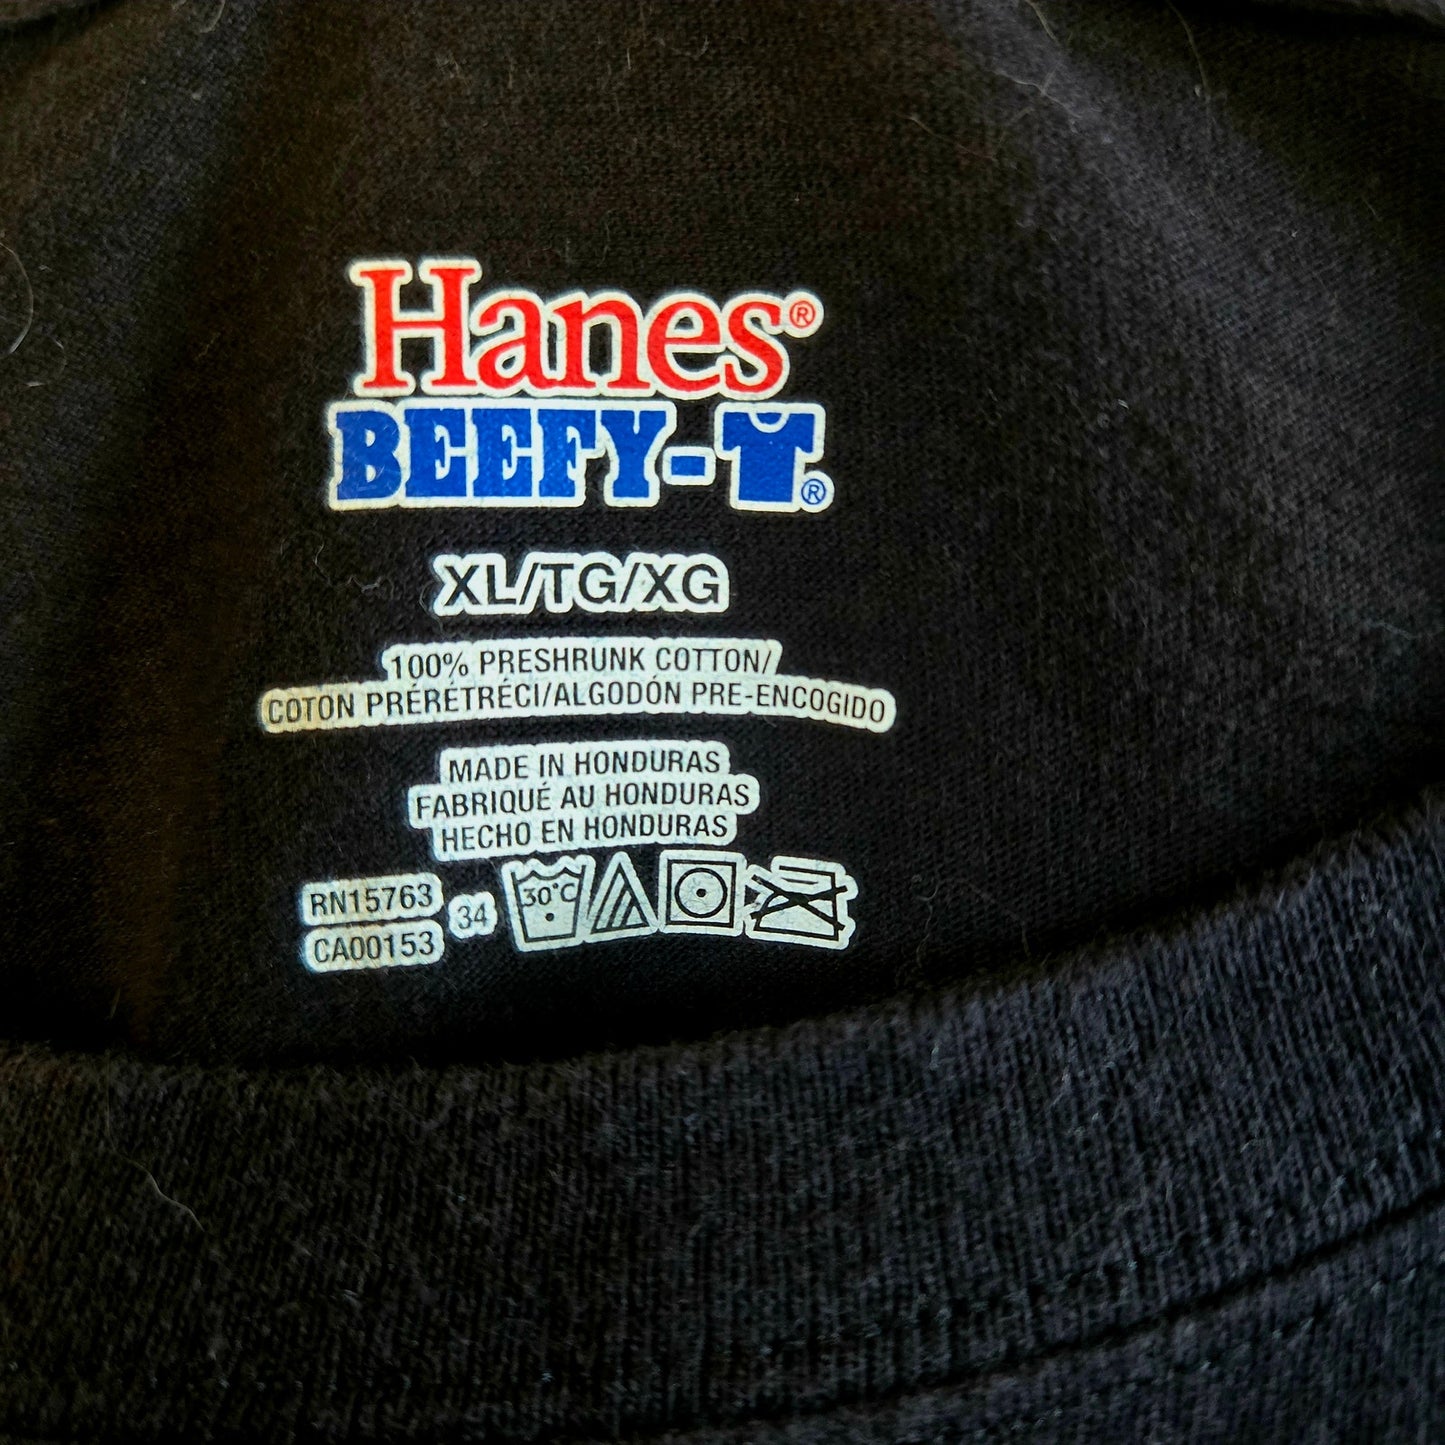 Hanes®
BEEFY-T®
XL/TG/XG
100% PRESHRUNK COTTON/
COTON PRÉRÉTRÉCI/ALGODÓN PRE-ENCOGIDO
MADE IN HONDURAS
FABRIQUÉ AU HONDURAS
HECHO EN HONDURAS
RN15763
CA00153
34
30°C